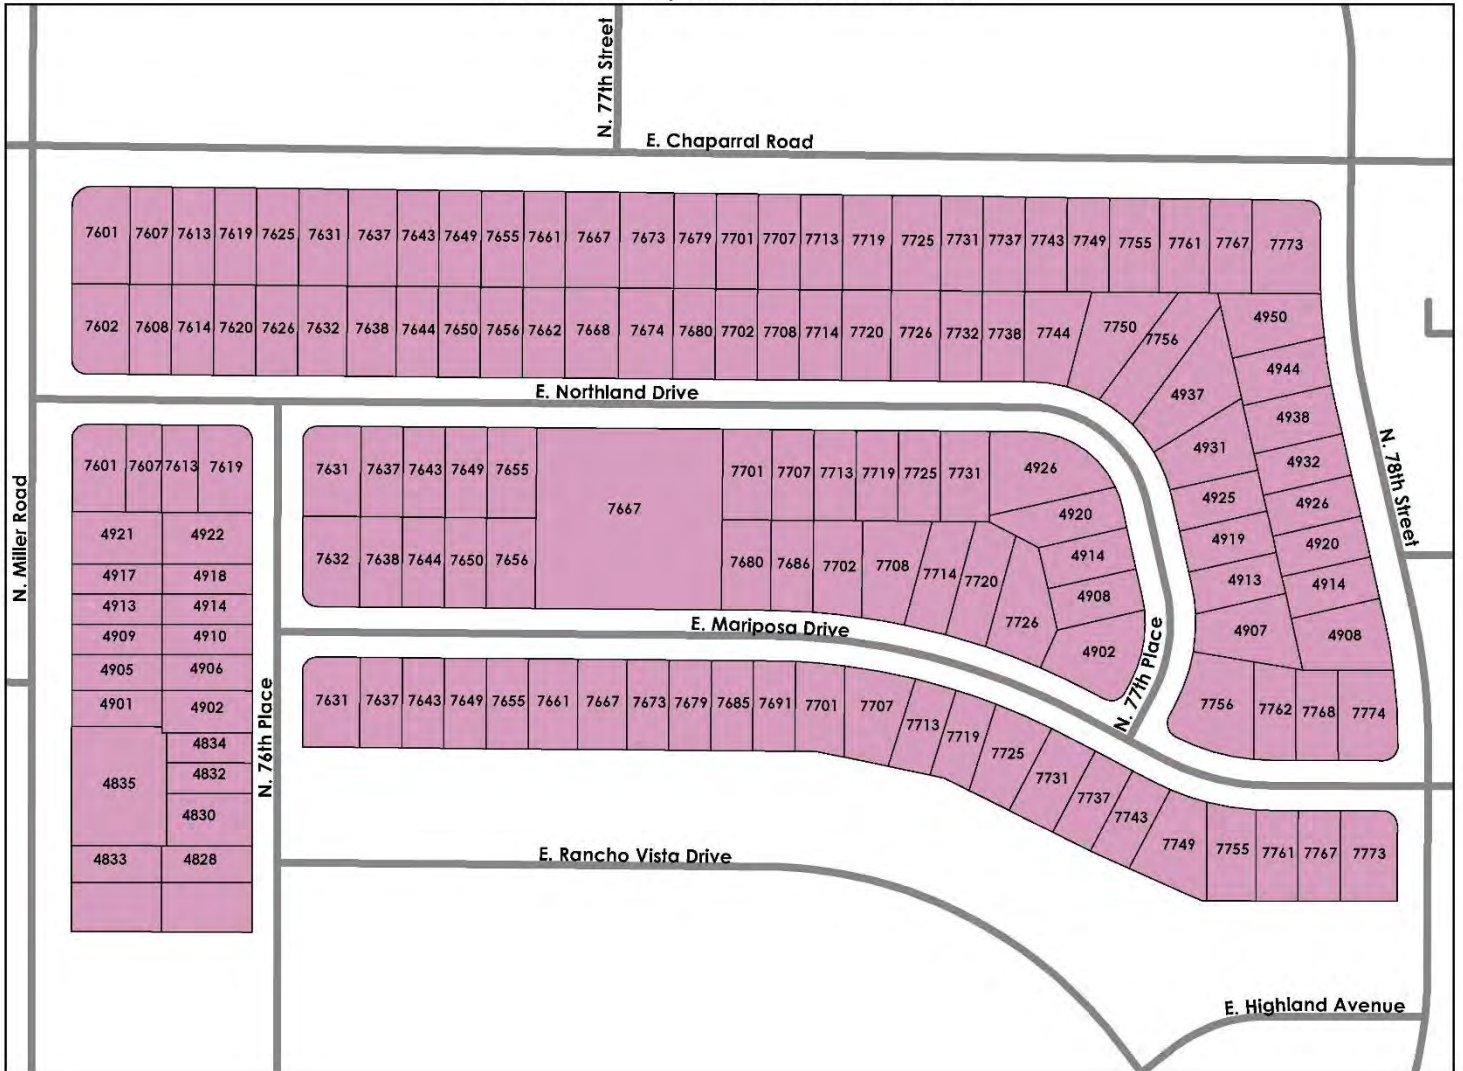 N. 77th Street
E. Chaparral Road
7601 7607 7613 7619 7625 7631 7637 7643 7649 7655 7661 7667 7673 7679 7701 7707 7713 7719 7725 7731 7737 7743 7749 7755 7761 7767 7773
7602 7608 7614 7620 7626 7632 7638 7644 7650 7656 7662 7668 7674 7680 7702 7708 7714 7720 7726 7732 7738 7744 7750 7756
4950
4944
4938
4932
4926
4920
4914
4908
4937
4931
4925
4919
4913
4907
N. 78th Street
E. Northland Drive
N. Miller Road
7601 7607 7613 7619
4921 4922
4917 4918
4913 4914
4909 4910
4905 4906
4901 4902
4834
4835 4832
4830
4833 4828
N. 76th Place
7631 7637 7643 7649 7655
7667
7701 7707 7713 7719 7725 7731
4926
4920
4914
4908
4902
7632 7638 7644 7650 7656
7680 7686 7702 7708 7714 7720 7726
N. 77th Place
E. Mariposa Drive
7756 7762 7768 7774
7631 7637 7643 7649 7655 7661 7667 7673 7679 7685 7691 7701 7707 7713 7719 7725 7731 7737 7743 7749 7755 7761 7767 7773
E. Rancho Vista Drive
E. Highland Avenue